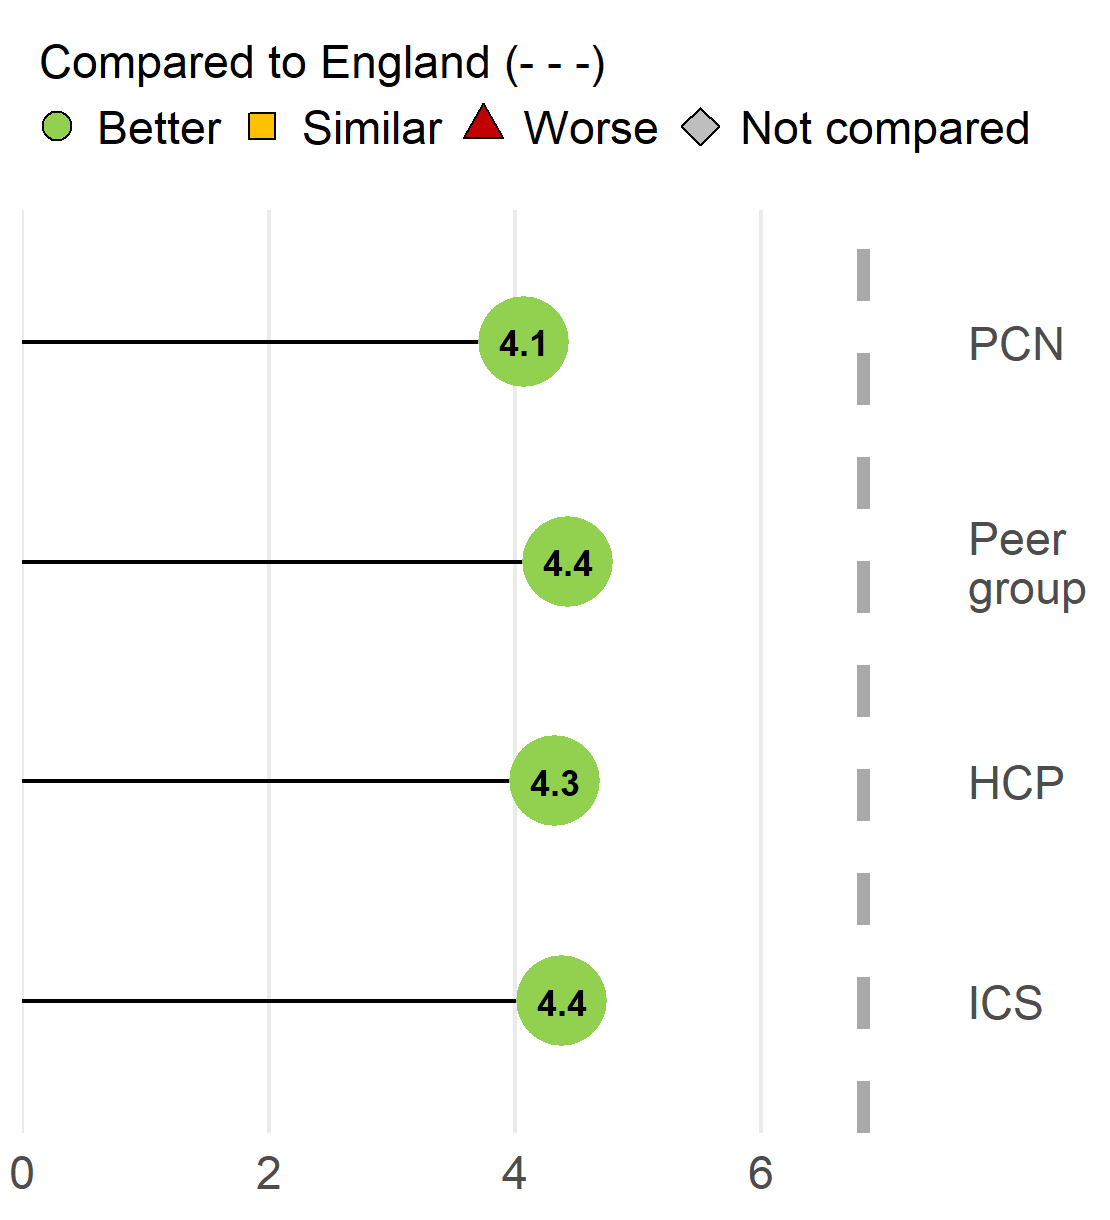 Compared to England (- - -)
Better Similar Worse Not compared
4.1 PCN
4.4 Peer
group
4.3 HCP
4.4 ICS
0 2 4 6